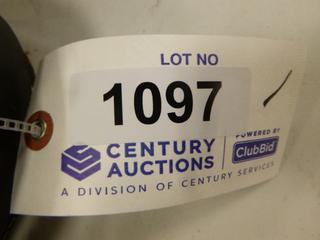 LOT NO
1097
CENTURY
AUCTIONS
POWERED BY
ClubBid
A DIVISION OF CENTURY SERVICES